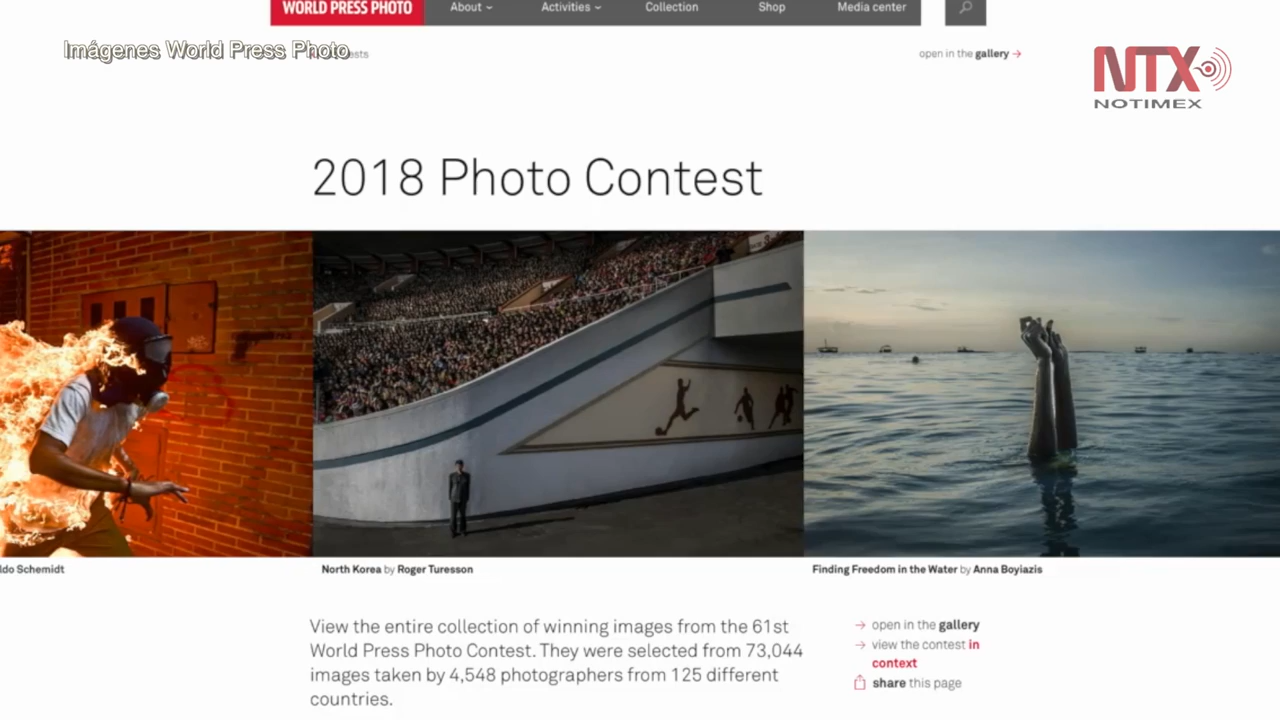 WORLD PRESS PHOTO
About
Activities
Collection
Shop
Media center
Imágenes World Press Photo
open in the gallery →
NTX
NOTIMEX
2018 Photo Contest
ldo Schemidt
North Korea by Roger Turesson
Finding Freedom in the Water by Anna Boyiazis
View the entire collection of winning images from the 61st
World Press Photo Contest. They were selected from 73,044
images taken by 4,548 photographers from 125 different
countries.
→ open in the gallery
→ view the contest in
context
share this page